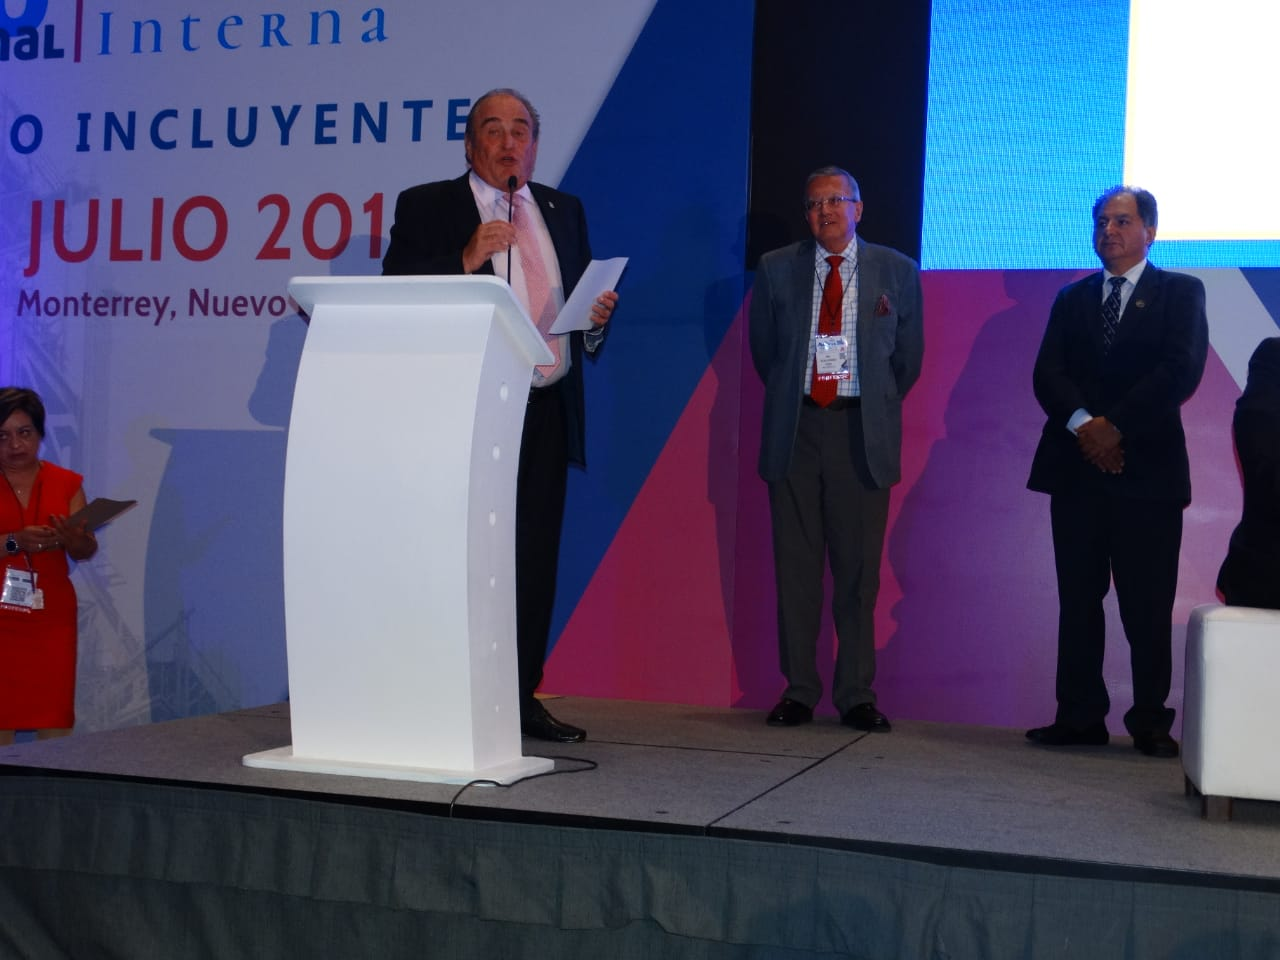 naL | Interna
O INCLUYENTE
JULIO 201
Monterrey, Nuevo